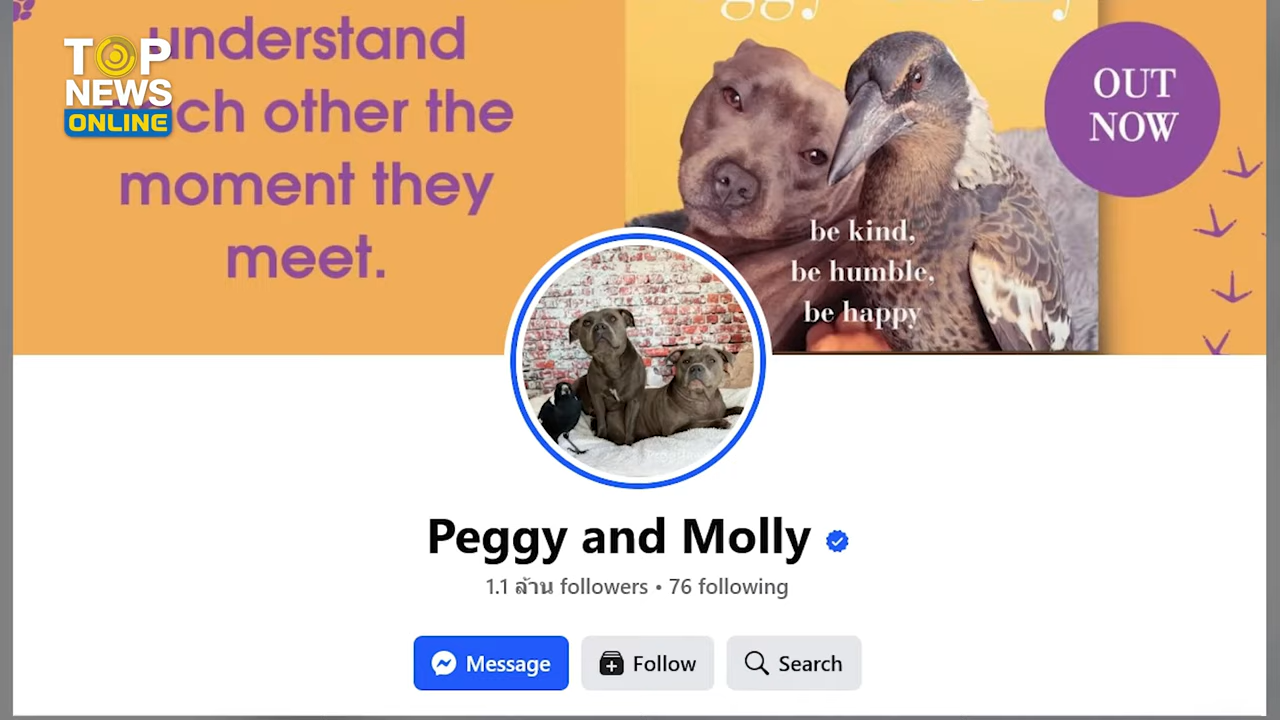 TOP
NEWS
ONLINE
understand
each other the
moment they
meet.
OUT
NOW
be kind,
be humble,
be happy
Peggy and Molly
1.1 ล้าน followers • 76 following
Message
Follow
Search